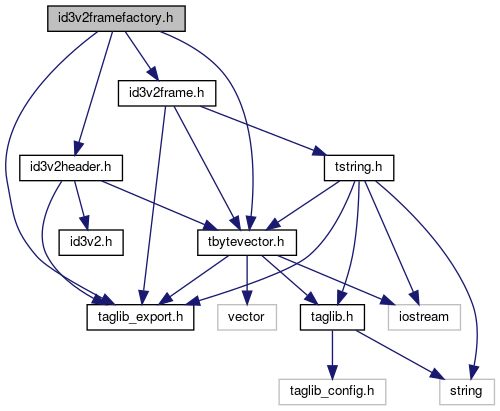 id3v2framefactory.h
id3v2frame.h
id3v2header.h
tstring.h
id3v2.h
tbytevector.h
taglib_export.h
vector
taglib.h
iostream
taglib_config.h
string